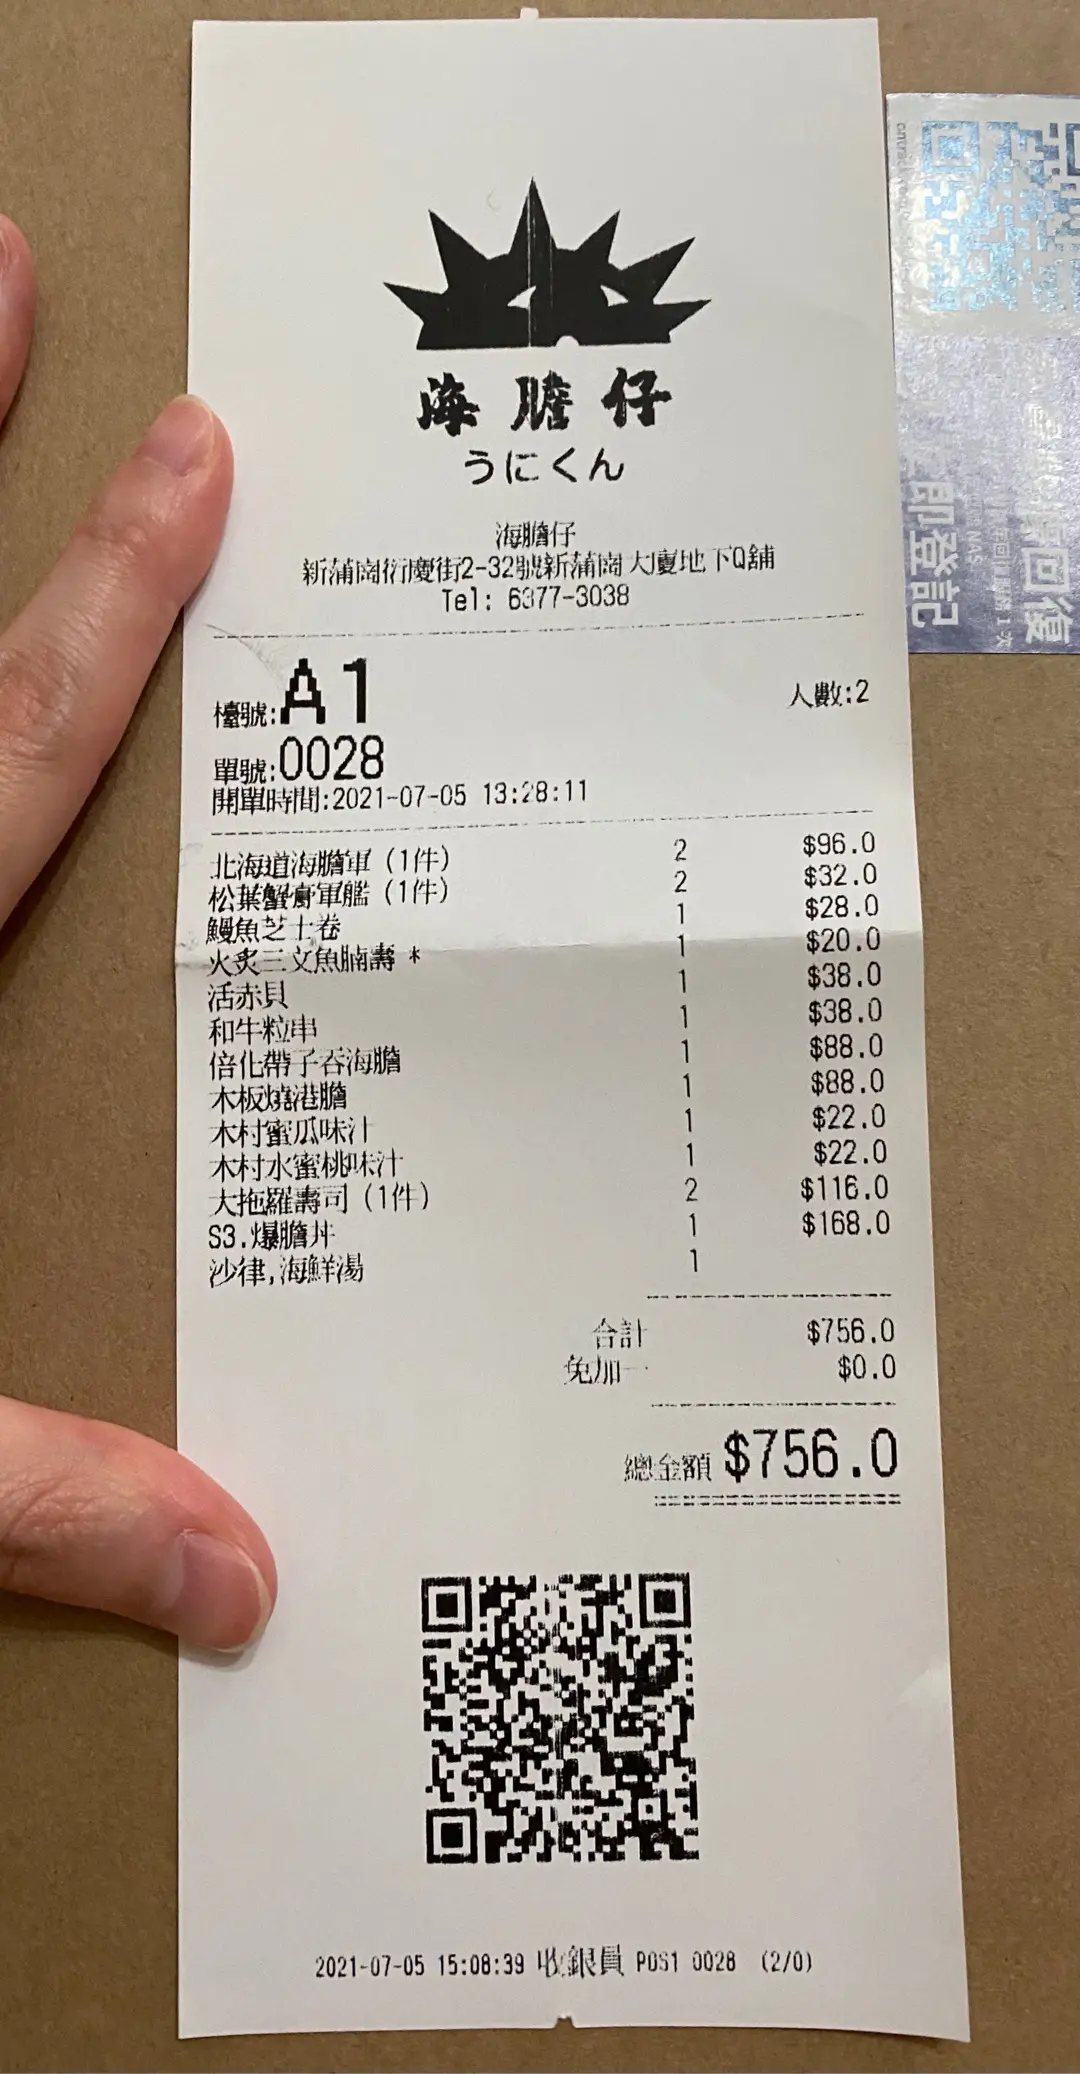 海膽仔
うにくん
海膽仔
新蒲崗衍慶街2-32號新蒲崗大廈地下Q舖
Tel: 6377-3038
檯號:A1 人數:2
單號:0028
開單時間:2021-07-05 13:28:11
北海道海膽軍 (1件) 2 $96.0
松葉蟹膏軍艦 (1件) 2 $32.0
鰻魚芝士卷 1 $28.0
火炙三文魚腩壽 * 1 $20.0
活赤貝 1 $38.0
和牛粒串 1 $38.0
倍化帶子吞海膽 1 $88.0
木板燒港膽 1 $88.0
木村蜜瓜味汁 1 $22.0
木村水蜜桃味汁 1 $22.0
大拖羅壽司 (1件) 2 $116.0
S3.爆膽丼 1 $168.0
沙律,海鮮湯 1
合計 $756.0
免加一 $0.0
總金額 $756.0
2021-07-05 15:08:39 收銀員 POS1 0028 (2/0)
即登記
回復